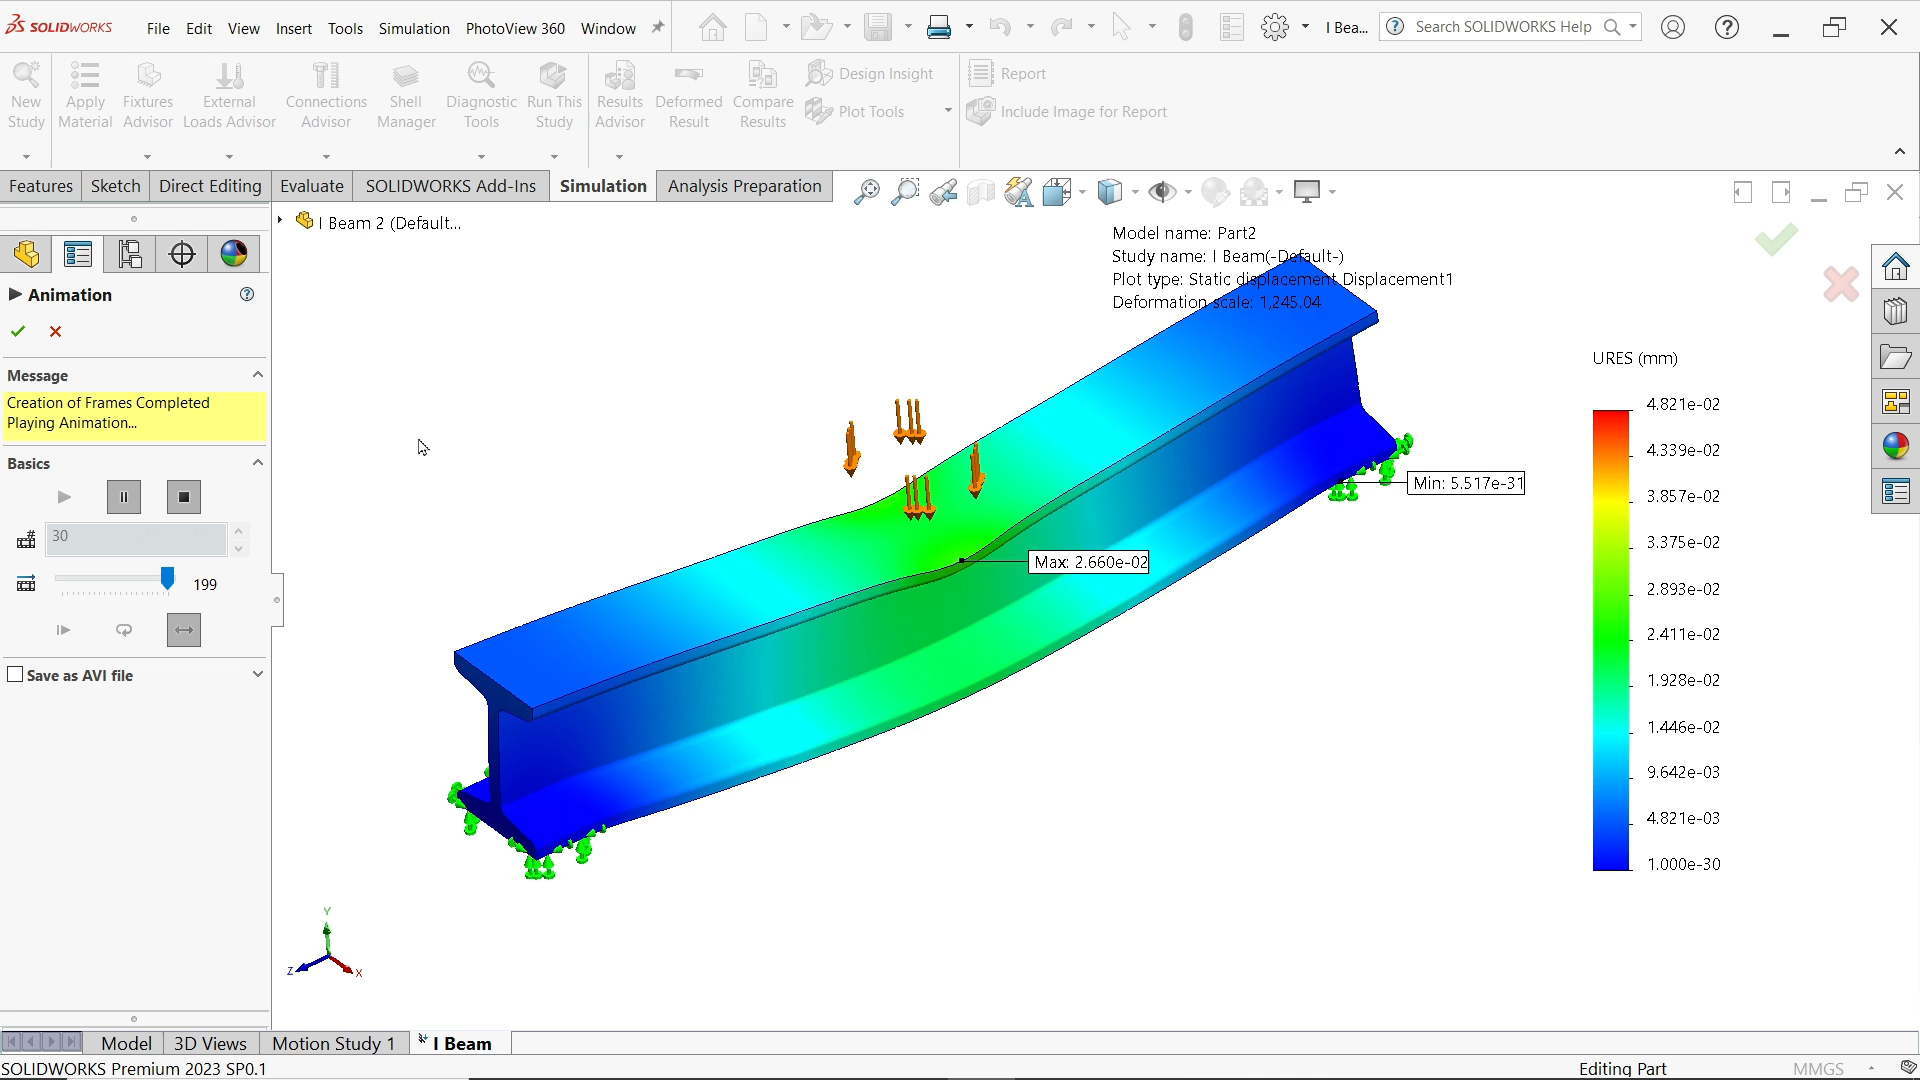 SOLIDWORKS File Edit View Insert Tools Simulation PhotoView 360 Window I Bea... Search SOLIDWORKS Help
New Study
Apply Material
Fixtures Advisor
External Loads Advisor
Connections Advisor
Shell Manager
Diagnostic Tools
Run This Study
Results Advisor
Deformed Result
Compare Results
Design Insight
Plot Tools
Report
Include Image for Report
Features Sketch Direct Editing Evaluate SOLIDWORKS Add-Ins Simulation Analysis Preparation
I Beam 2 (Default...
Animation
Message
Creation of Frames Completed
Playing Animation...
Basics
30
199
Save as AVI file
Model name: Part2
Study name: I Beam(-Default-)
Plot type: Static displacement Displacement1
Deformation scale: 1,245.04
Min: 5.517e-31
Max: 2.660e-02
URES (mm)
4.821e-02
4.339e-02
3.857e-02
3.375e-02
2.893e-02
2.411e-02
1.928e-02
1.446e-02
9.642e-03
4.821e-03
1.000e-30
Y
Z
X
Model 3D Views Motion Study 1 I Beam
SOLIDWORKS Premium 2023 SP0.1 Editing Part MMGS